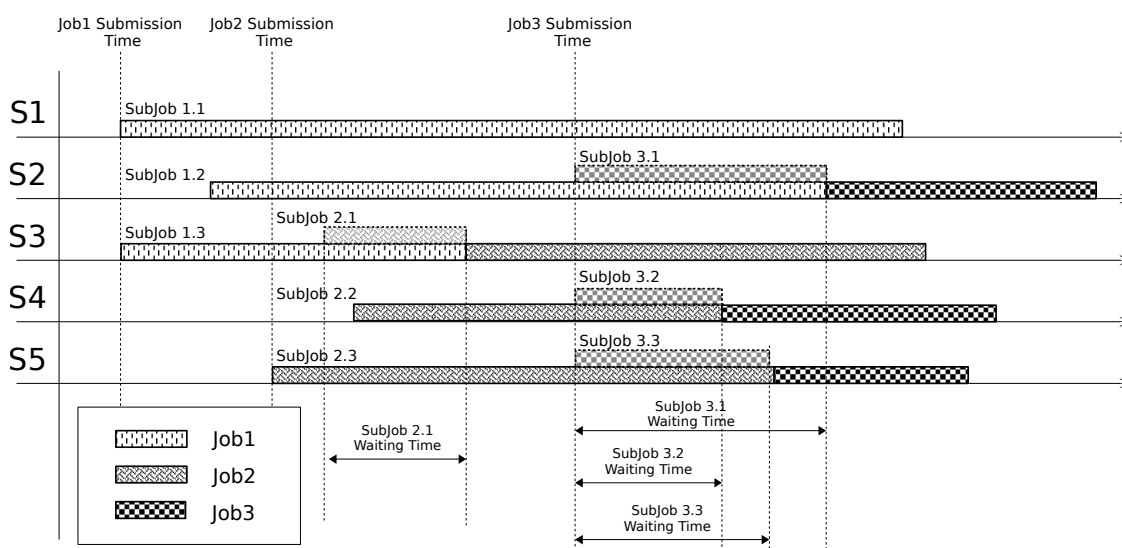 Job1 Submission
Time
Job2 Submission
Time
Job3 Submission
Time
S1
SubJob 1.1
S2
SubJob 1.2
SubJob 3.1
S3
SubJob 1.3
SubJob 2.1
S4
SubJob 2.2
SubJob 3.2
S5
SubJob 2.3
SubJob 3.3
SubJob 2.1
Waiting Time
SubJob 3.1
Waiting Time
SubJob 3.2
Waiting Time
SubJob 3.3
Waiting Time
Job1
Job2
Job3